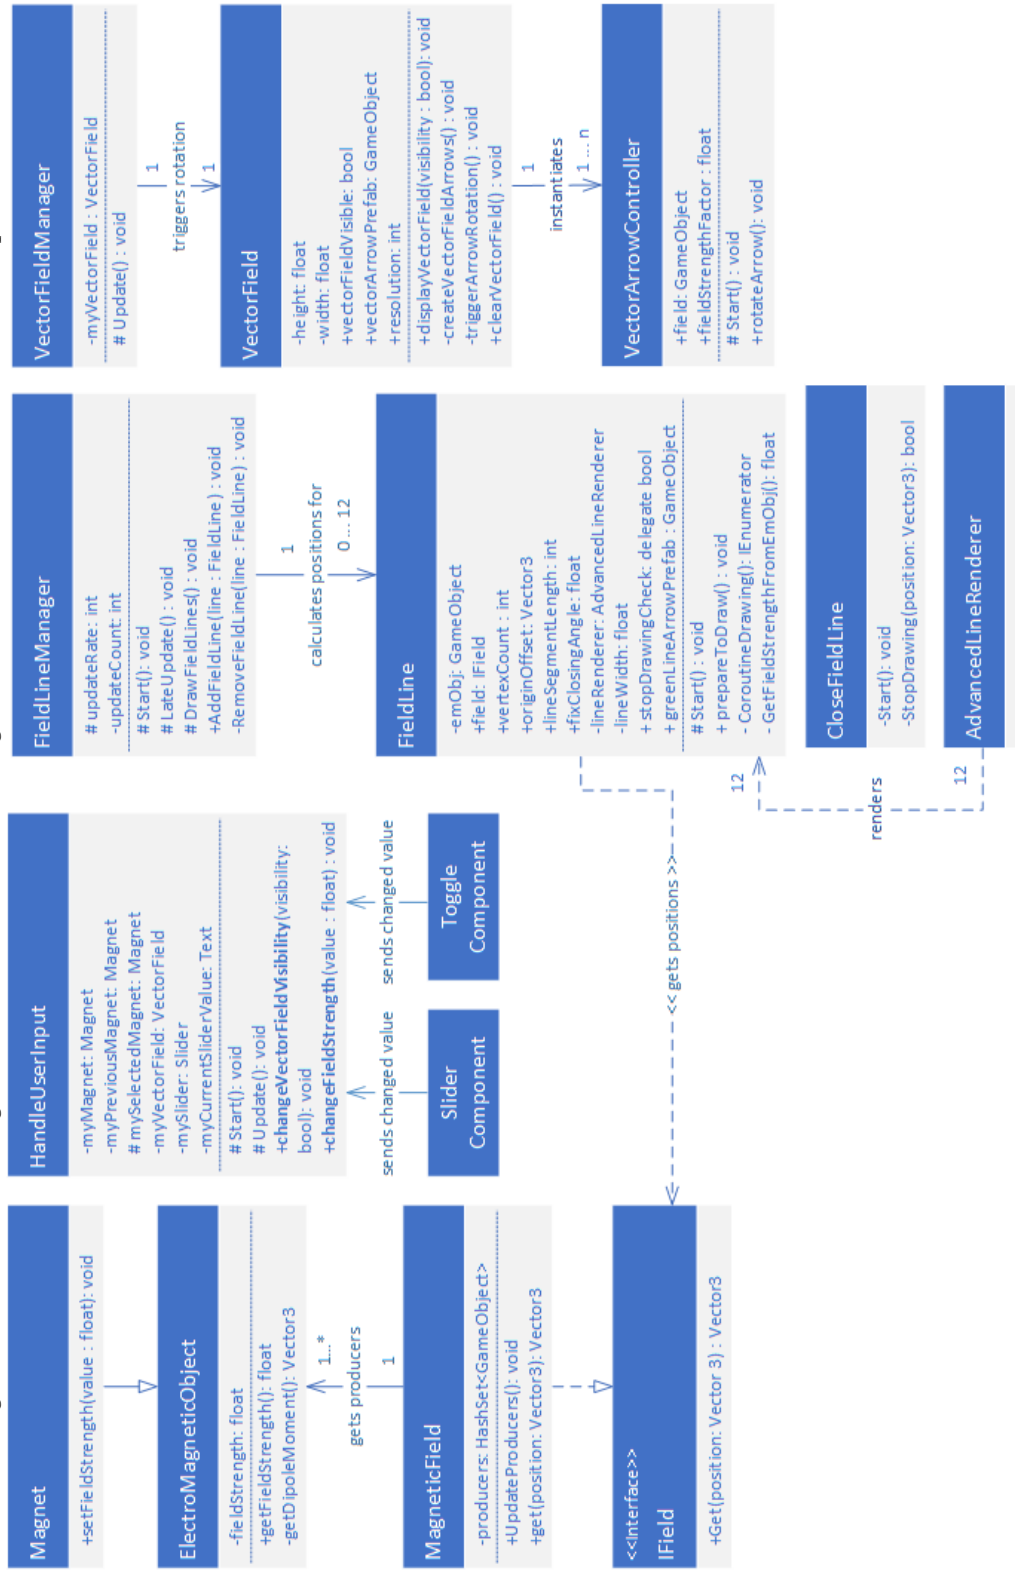 Magnet
+setFieldStrength(value : float): void
ElectroMagneticObject
-fieldStrength: float
+getFieldStrength(): float
-getDipoleMoment(): Vector3
1...*
gets producers
1
MagneticField
-producers: HashSet<GameObject>
+UpdateProducers(): void
+get(position: Vector3): Vector3
<<Interface>>
IField
+Get(position: Vector 3) : Vector3
HandleUserInput
-myMagnet: Magnet
-myPreviousMagnet: Magnet
# mySelectedMagnet: Magnet
-myVectorField: VectorField
-mySlider: Slider
-myCurrentSliderValue: Text
# Start(): void
# Update(): void
+changeVectorFieldVisibility(visibility:
bool): void
+changeFieldStrength(value : float) : void
sends changed value
sends changed value
Slider
Component
Toggle
Component
<< gets positions >>
FieldLineManager
# updateRate: int
-updateCount: int
# Start(): void
# LateUpdate() : void
# DrawFieldLines() : void
+AddFieldLine(line : FieldLine) : void
-RemoveFieldLine(line : FieldLine) : void
1
calculates positions for
0... 12
FieldLine
-emObj: GameObject
+field: IField
+vertexCount : int
+originOffset: Vector3
+lineSegmentLength: int
+fixClosingAngle: float
-lineRenderer: AdvancedLineRenderer
-lineWidth: float
+ stopDrawingCheck: delegate bool
+ greenLineArrowPrefab : GameObject
# Start() : void
+ prepareToDraw() : void
- CoroutineDrawing(): IEnumerator
- GetFieldStrengthFromEmObj(): float
12
renders
12
CloseFieldLine
-Start(): void
-StopDrawing(position: Vector3): bool
AdvancedLineRenderer
VectorFieldManager
-myVectorField : VectorField
# Update() : void
1
triggers rotation
1
VectorField
-height: float
-width: float
+vectorFieldVisible: bool
+vectorArrowPrefab: GameObject
+resolution: int
+displayVectorField(visibility : bool): void
-createVectorFieldArrows() : void
-triggerArrowRotation() : void
+clearVectorField() : void
1
instantiates
1 ... n
VectorArrowController
+field: GameObject
+fieldStrengthFactor : float
# Start() : void
+rotateArrow(): void